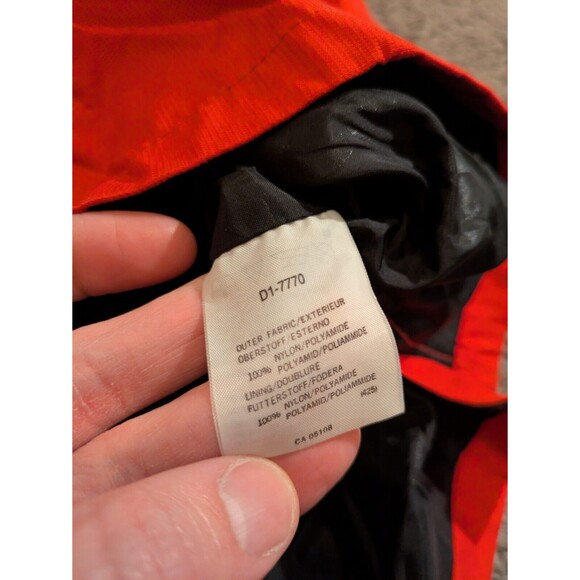 D1-7770
OUTER FABRIC/EXTERIEUR
OBERSTOFF/ESTERNO
100% NYLON/POLYAMIDE
POLYAMID/POLIAMMIDE
LINING/DOUBLURE
FUTTERSTOFF/FODERA
100% NYLON/POLYAMIDE
POLYAMID/POLIAMMIDE
(425)
CA 05108